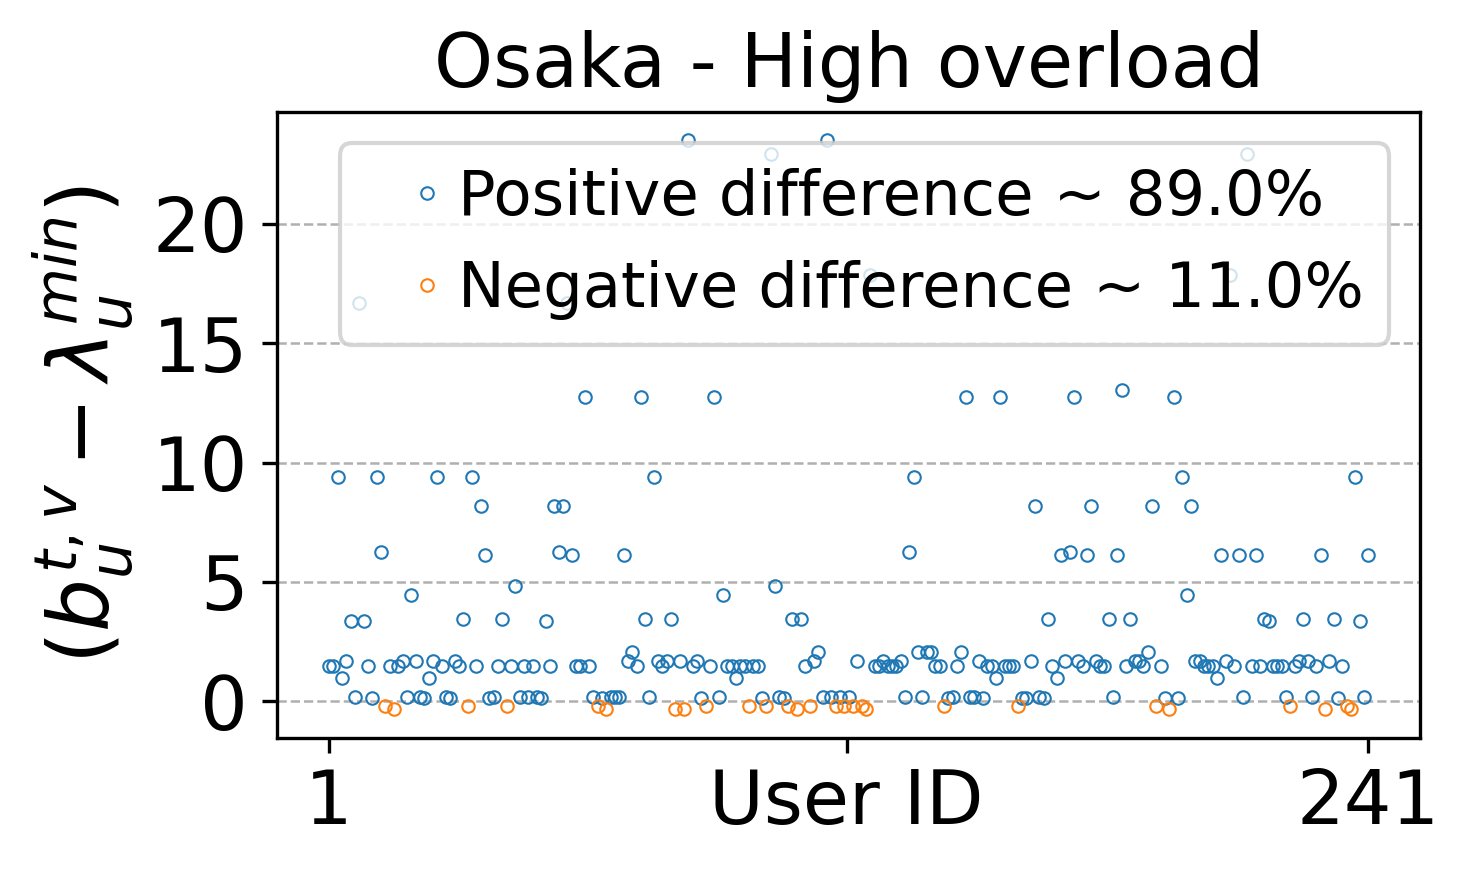 Osaka - High overload
Positive difference ~ 89.0%
Negative difference ~ 11.0%
(b_u^{t, v} − λ_u^{min})
20
15
10
5
0
1 User ID 241